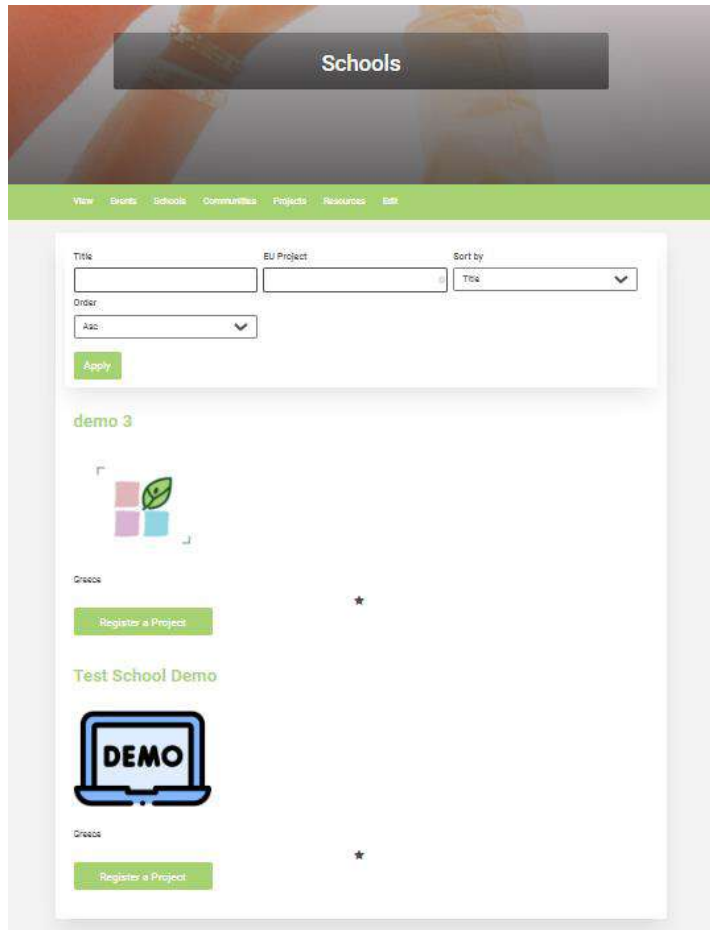 Schools
View Events Schools Communities Projects Resources Edit
Title EU Project Sort by
Title
Order
Asc
Apply
demo 3
Greece
Register a Project
Test School Demo
DEMO
Greece
Register a Project